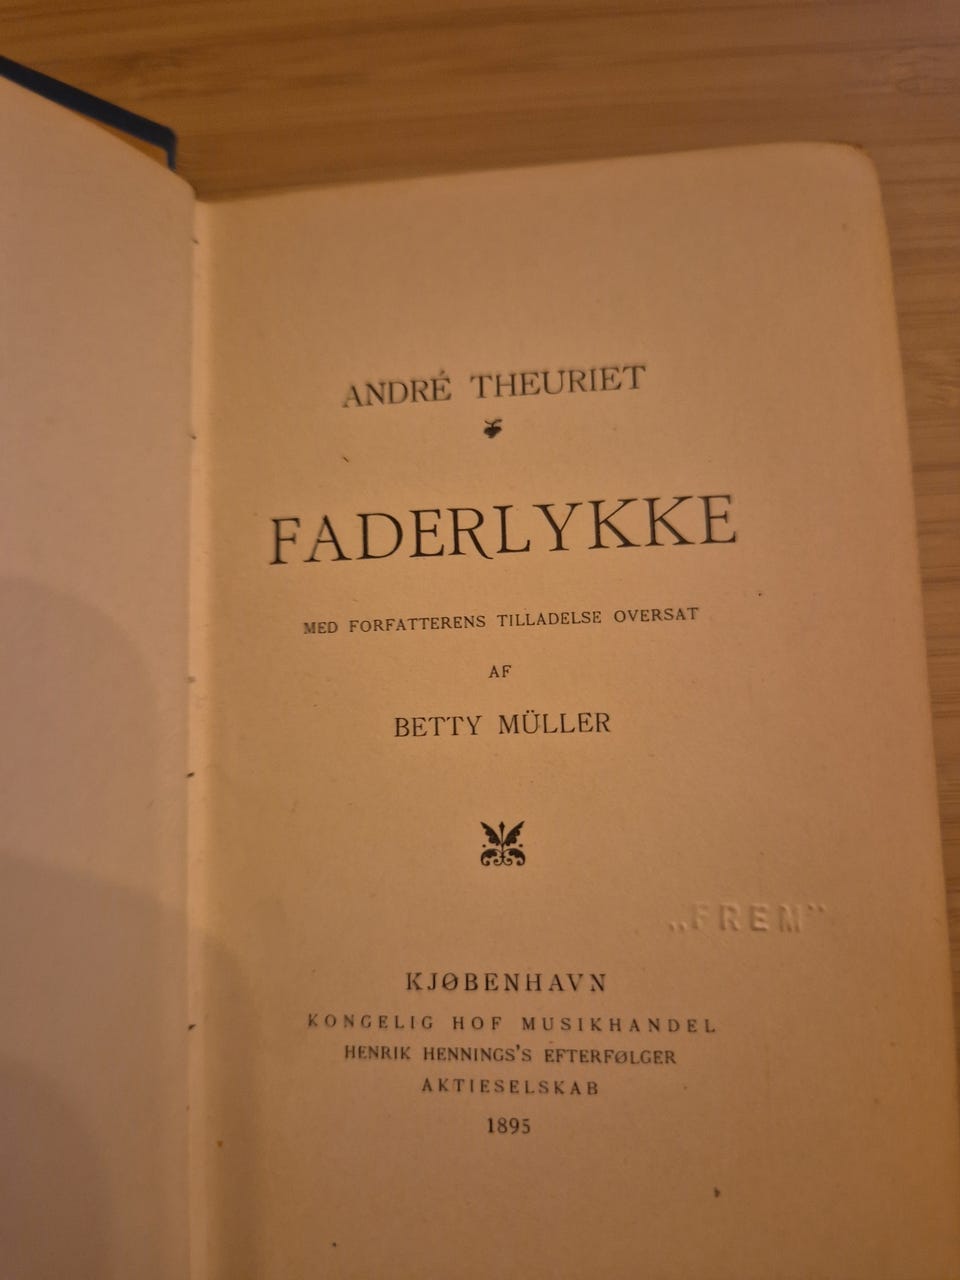 ANDRÉ THEURIET
FADERLYKKE
MED FORFATTERENS TILLADELSE OVERSAT
AF
BETTY MÜLLER
„FREM”
KJØBENHAVN
KONGELIG HOF MUSIKHANDEL
HENRIK HENNINGS'S EFTERFØLGER
AKTIESELSKAB
1895